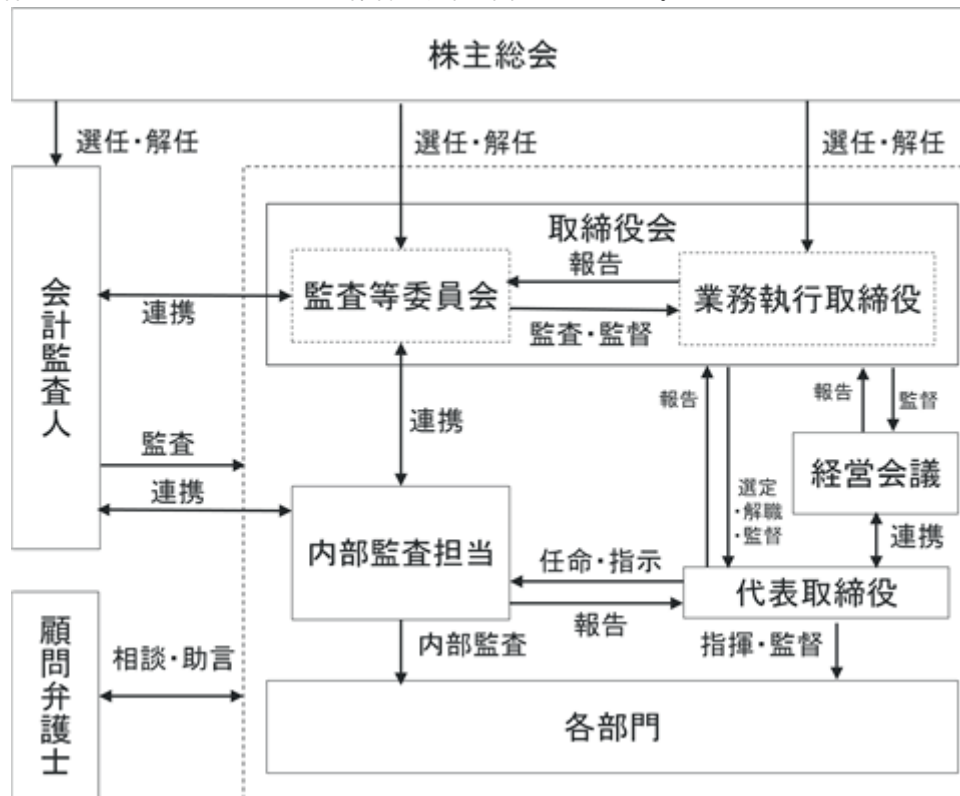 株主総会
選任・解任
選任・解任
選任・解任
会計監査人
取締役会
監査等委員会
報告
業務執行取締役
監査・監督
連携
連携
報告
選定
・解職
・監督
報告
監督
経営会議
連携
監査
連携
内部監査担当
任命・指示
報告
代表取締役
内部監査
指揮・監督
顧問弁護士
相談・助言
各部門